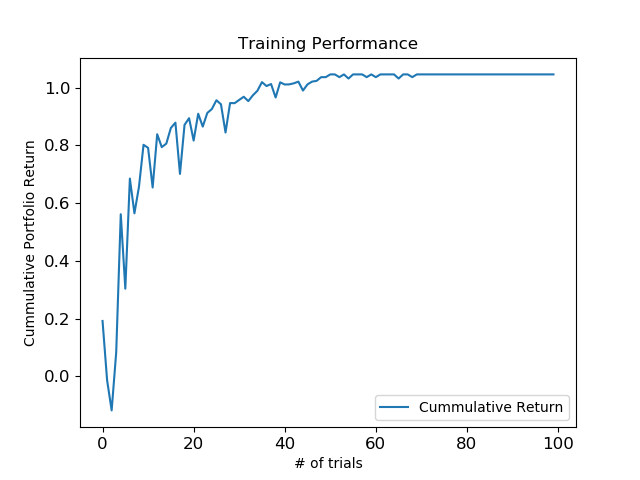 Training Performance
Cummulative Portfolio Return
1.0
0.8
0.6
0.4
0.2
0.0
Cummulative Return
0 20 40 60 80 100
# of trials